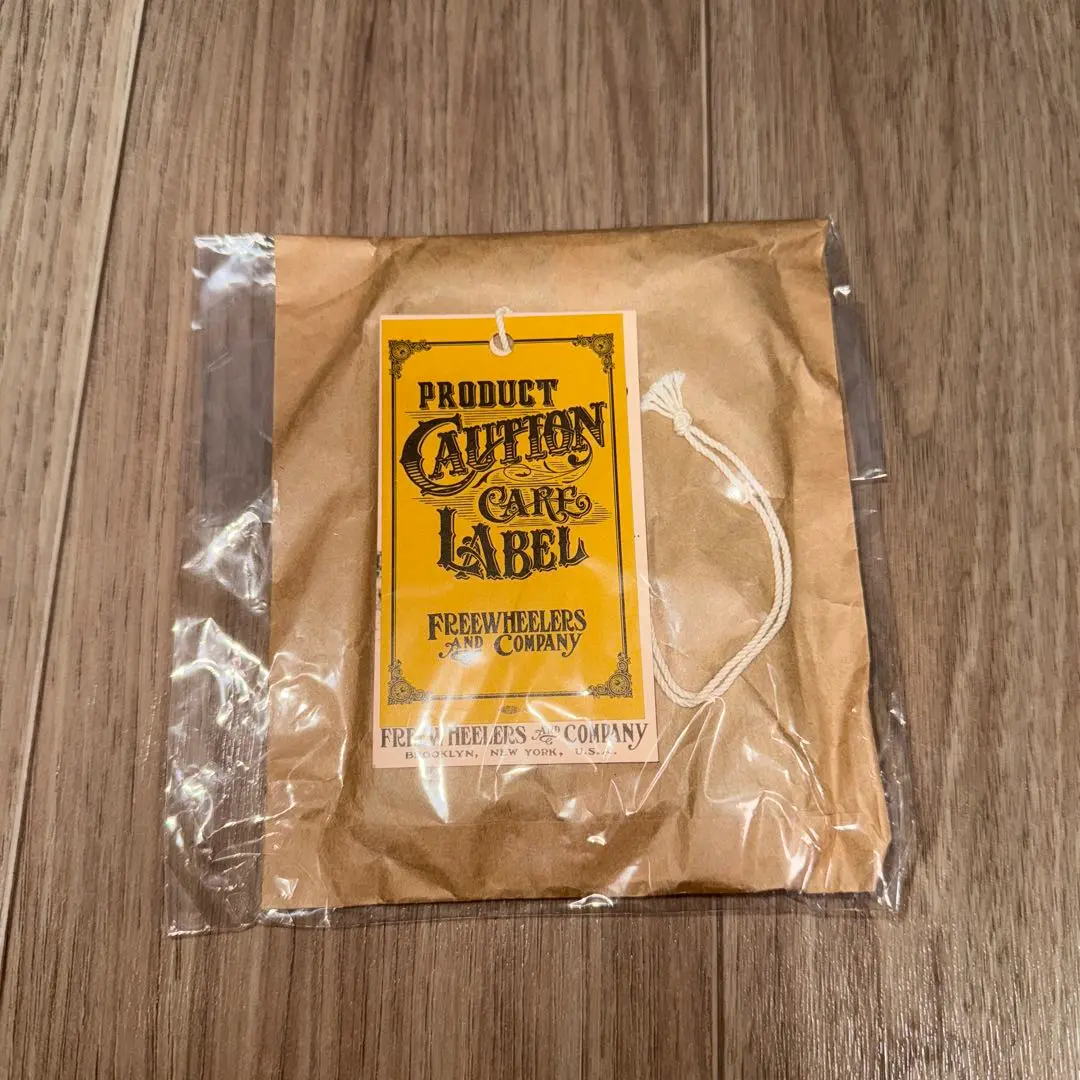 PRODUCT
CAUTION
CARE
LABEL
FREEWHEELERS
AND COMPANY
FREEWHEELERS AND COMPANY
BROOKLYN, NEW YORK, U.S.A.